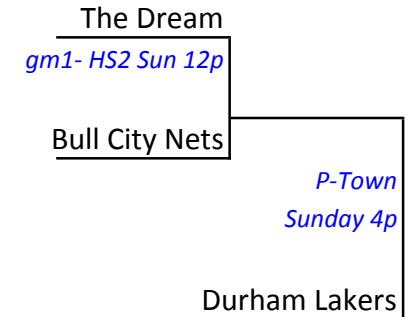 The Dream
gm1- HS2 Sun 12p
Bull City Nets
P-Town
Sunday 4p
Durham Lakers